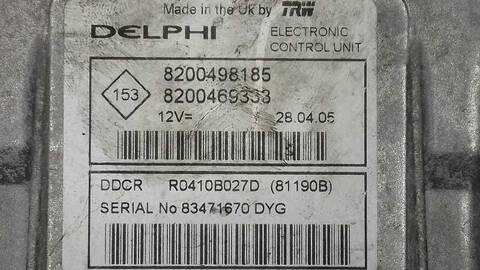 Made in the UK by TRW
DELPHI ELECTRONIC
CONTROL UNIT
153
8200498185
8200469333
12V= 28.04.05
DDCR R0410B027D (81190B)
SERIAL No 83471670 DYG